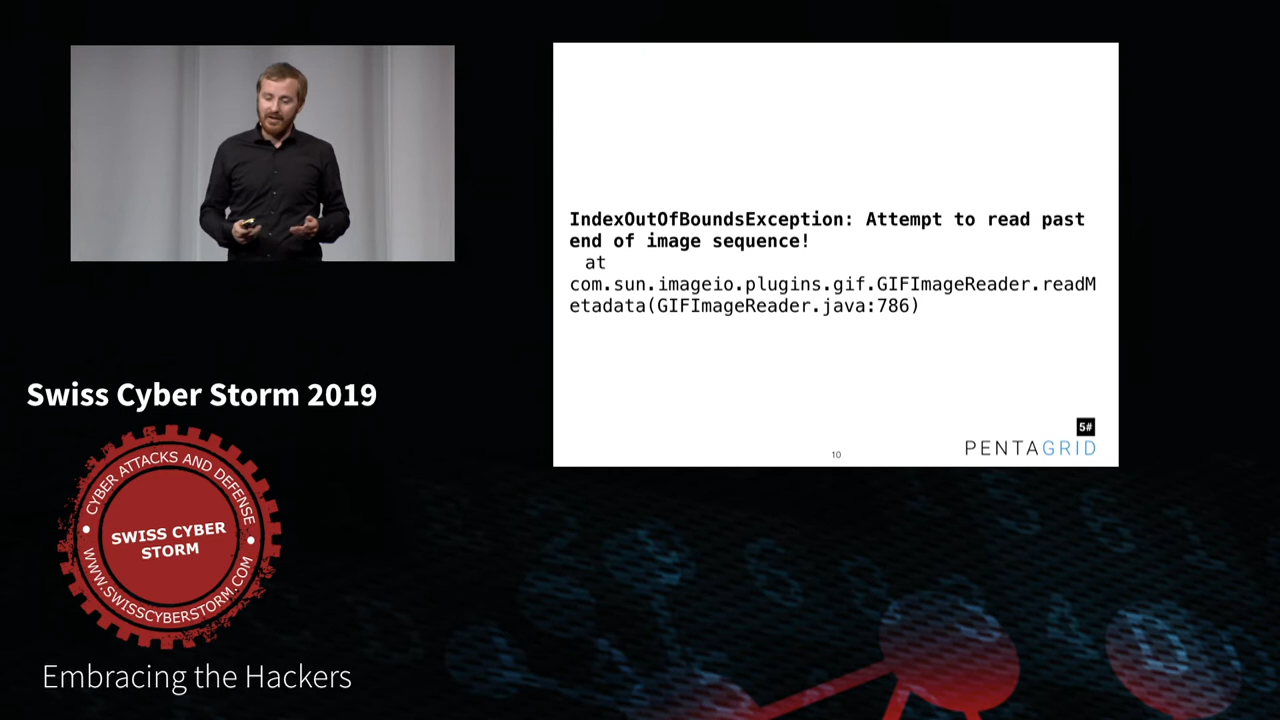 IndexOutOfBoundsException: Attempt to read past
end of image sequence!
at
com.sun.imageio.plugins.gif.GIFImageReader.readM
etadata(GIFImageReader.java:786)
5#
PENTAGRID
10
Swiss Cyber Storm 2019
CYBER ATTACKS AND DEFENSE
SWISS CYBER
STORM
WWW.SWISSCYBERSTORM.COM
Embracing the Hackers